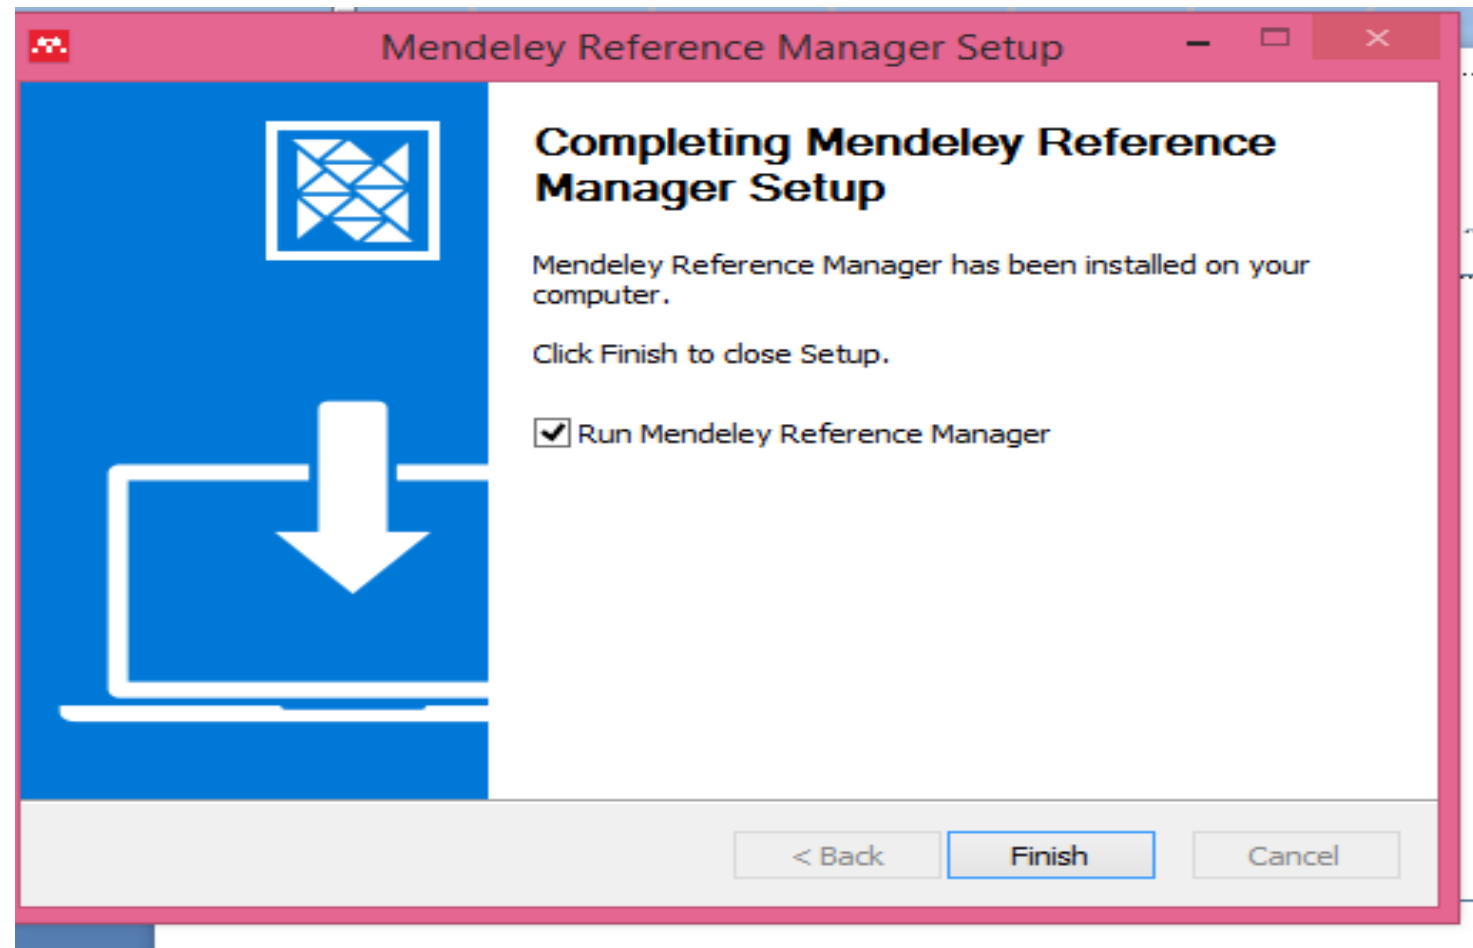 Mendeley Reference Manager Setup
Completing Mendeley Reference
Manager Setup
Mendeley Reference Manager has been installed on your
computer.
Click Finish to close Setup.
Run Mendeley Reference Manager
< Back
Finish
Cancel